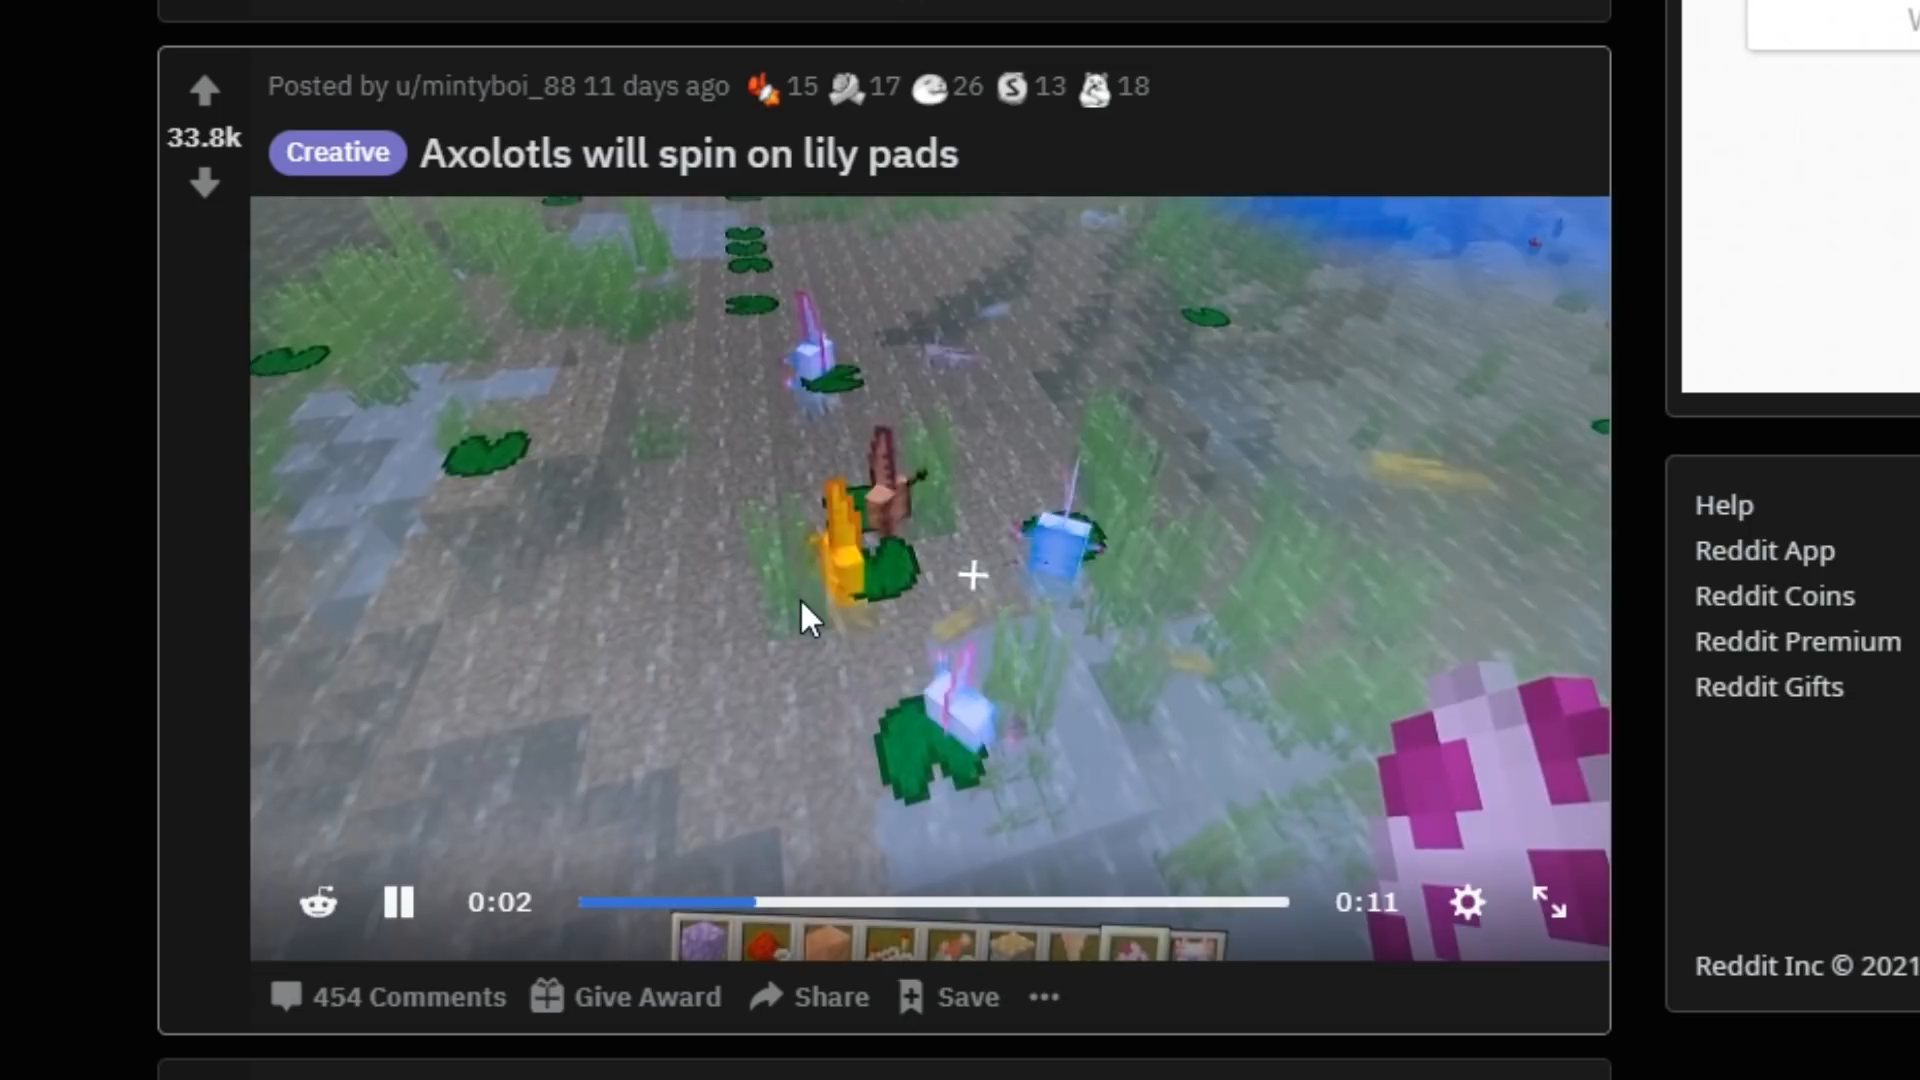 Posted by u/mintyboi_88 11 days ago 15 17 26 S 13 18
33.8k
Creative Axolotls will spin on lily pads
0:02 0:11
454 Comments Give Award Share Save
Help
Reddit App
Reddit Coins
Reddit Premium
Reddit Gifts
Reddit Inc © 2021